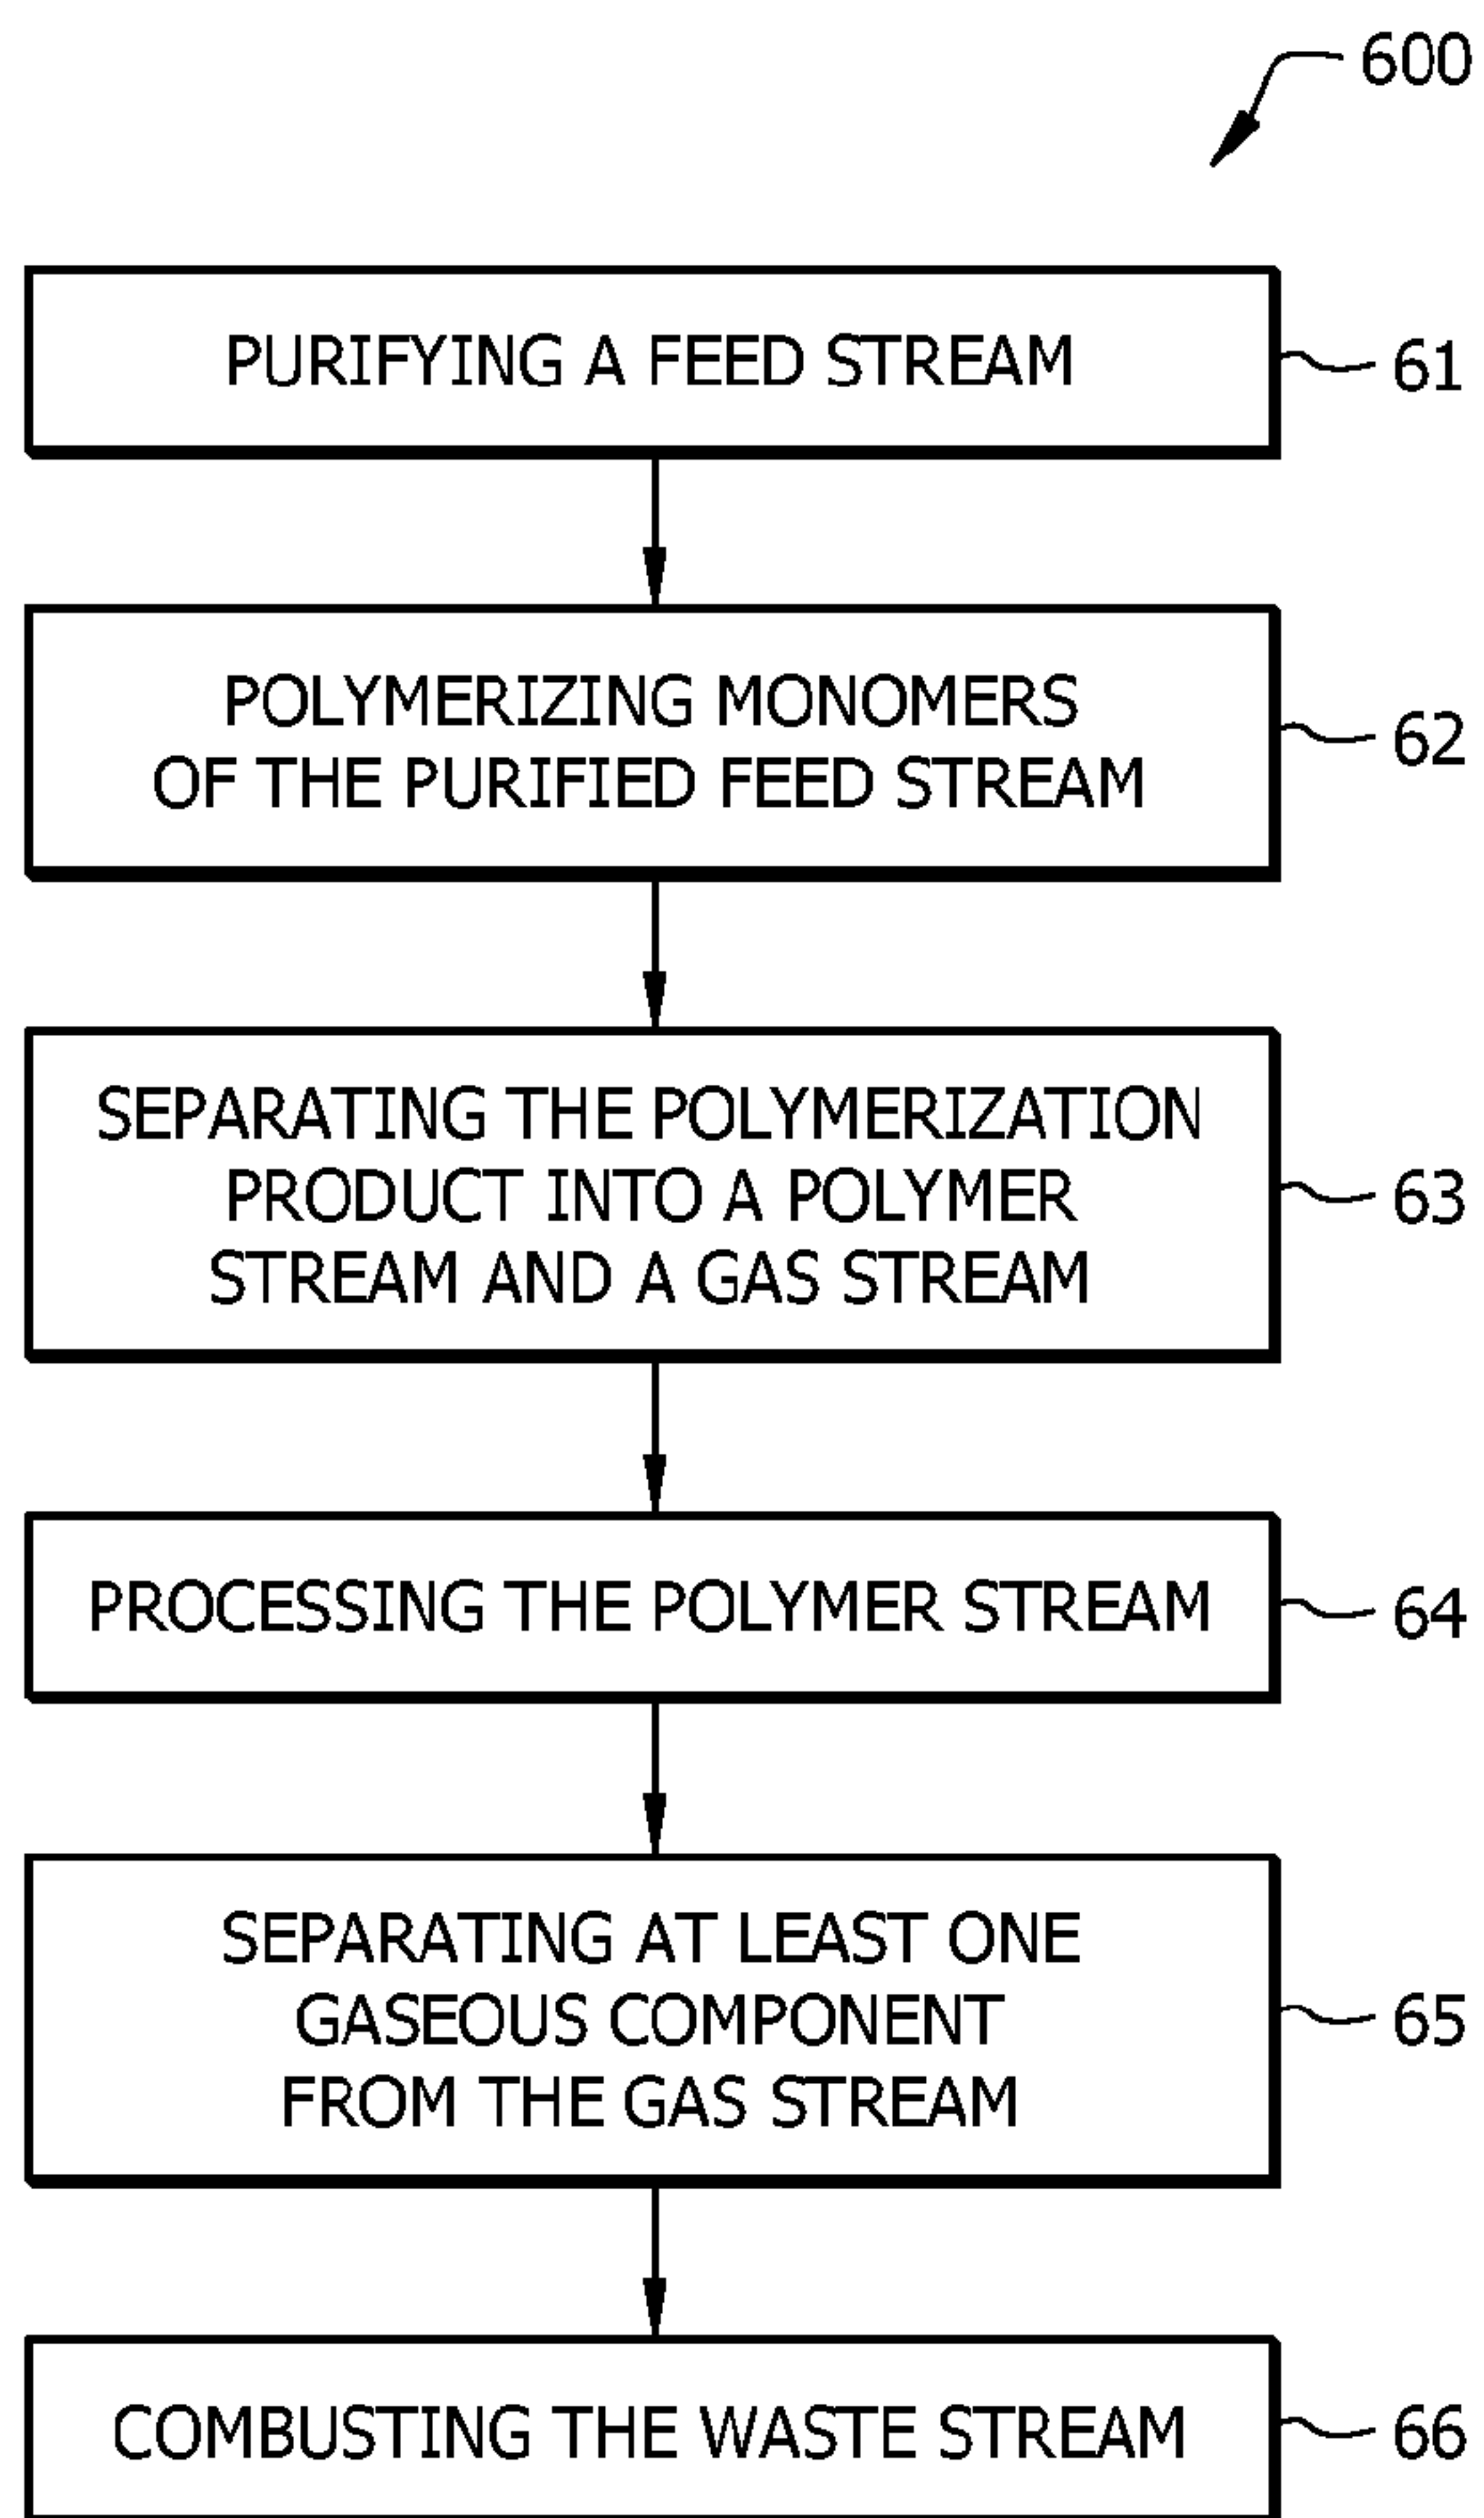 600
PURIFYING A FEED STREAM
61
POLYMERIZING MONOMERS
OF THE PURIFIED FEED STREAM
62
SEPARATING THE POLYMERIZATION
PRODUCT INTO A POLYMER
STREAM AND A GAS STREAM
63
PROCESSING THE POLYMER STREAM
64
SEPARATING AT LEAST ONE
GASEOUS COMPONENT
FROM THE GAS STREAM
65
COMBUSTING THE WASTE STREAM
66